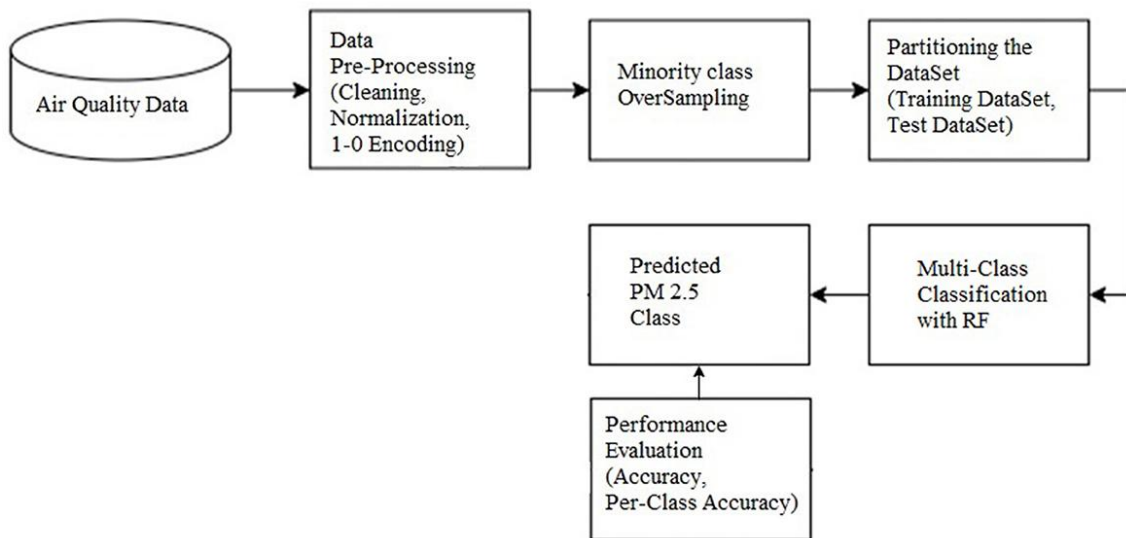 Air Quality Data
Data
Pre-Processing
(Cleaning,
Normalization,
1-0 Encoding)
Minority class
OverSampling
Partitioning the
DataSet
(Training DataSet,
Test DataSet)
Multi-Class
Classification
with RF
Predicted
PM 2.5
Class
Performance
Evaluation
(Accuracy,
Per-Class Accuracy)